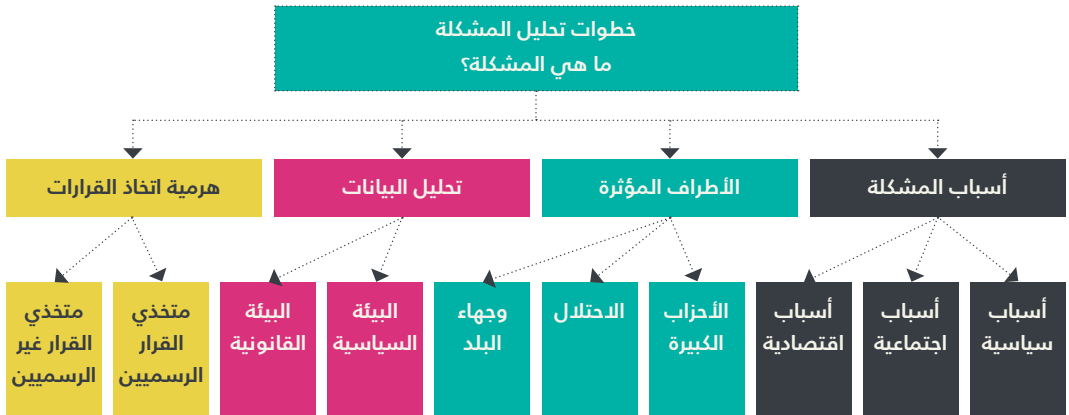 خطوات تحليل المشكلة
ما هي المشكلة؟
أسباب المشكلة
الأطراف المؤثرة
تحليل البيانات
هرمية اتخاذ القرارات
أسباب
سياسية
أسباب
اجتماعية
أسباب
اقتصادية
الأحزاب
الكبيرة
الاحتلال
وجهاء
البلد
البيئة
السياسية
البيئة
القانونية
متخذي
القرار
الرسميين
متخذي
القرار غير
الرسميين